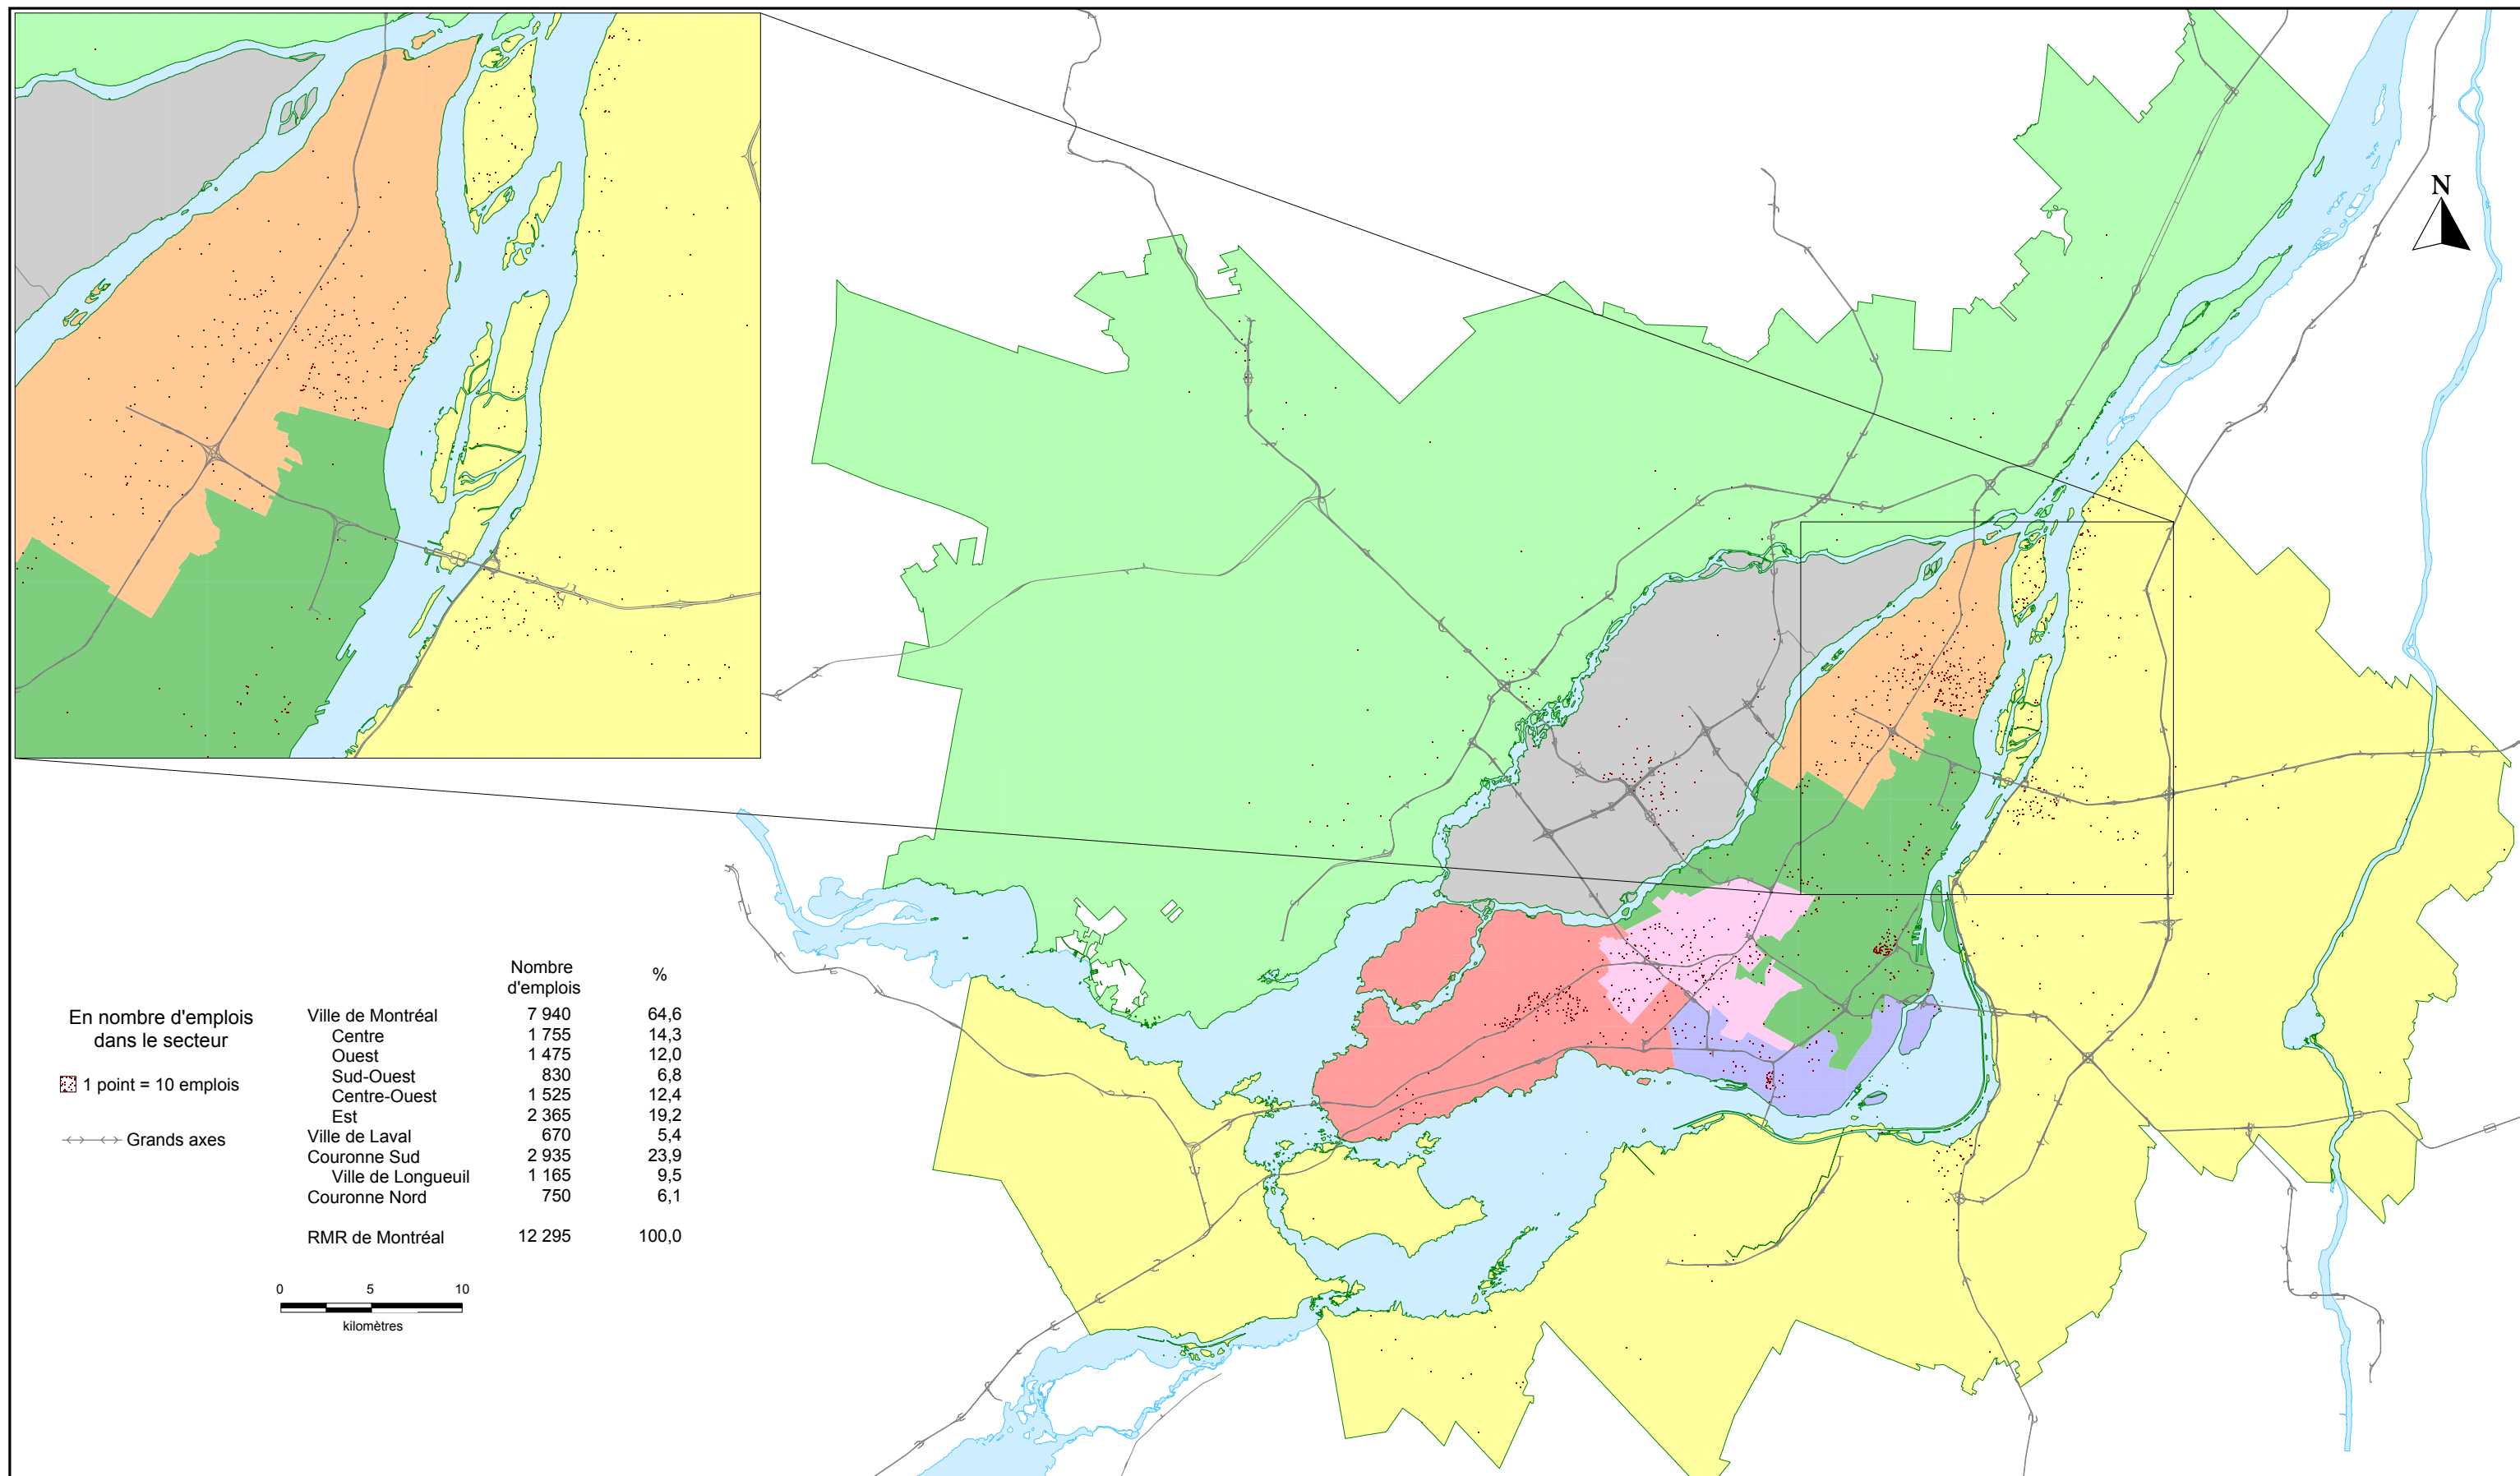 N
Nombre
d'emplois %
En nombre d'emplois
dans le secteur
1 point = 10 emplois
Grands axes
Ville de Montréal 7 940 64,6
Centre 1 755 14,3
Ouest 1 475 12,0
Sud-Ouest 830 6,8
Centre-Ouest 1 525 12,4
Est 2 365 19,2
Ville de Laval 670 5,4
Couronne Sud 2 935 23,9
Ville de Longueuil 1 165 9,5
Couronne Nord 750 6,1
RMR de Montréal 12 295 100,0
0 5 10
kilomètres